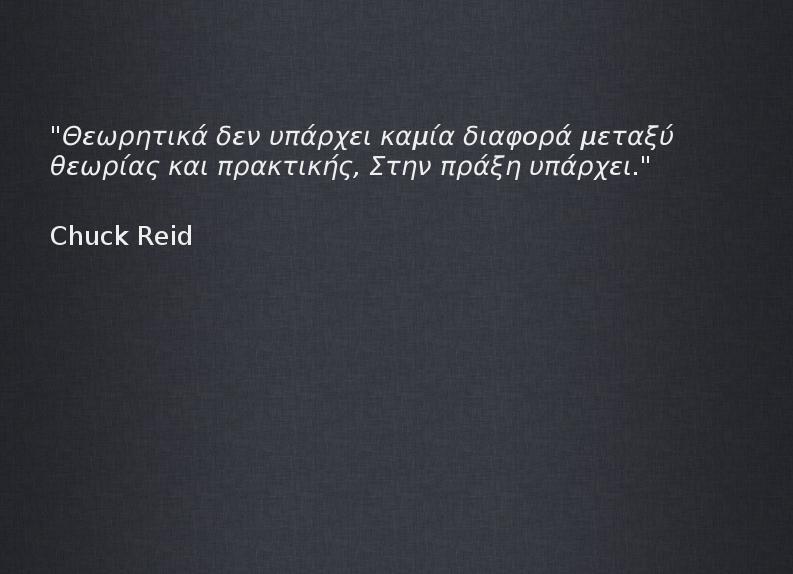 "Θεωρητικά δεν υπάρχει καμία διαφορά μεταξύ
θεωρίας και πρακτικής, Στην πράξη υπάρχει."
Chuck Reid